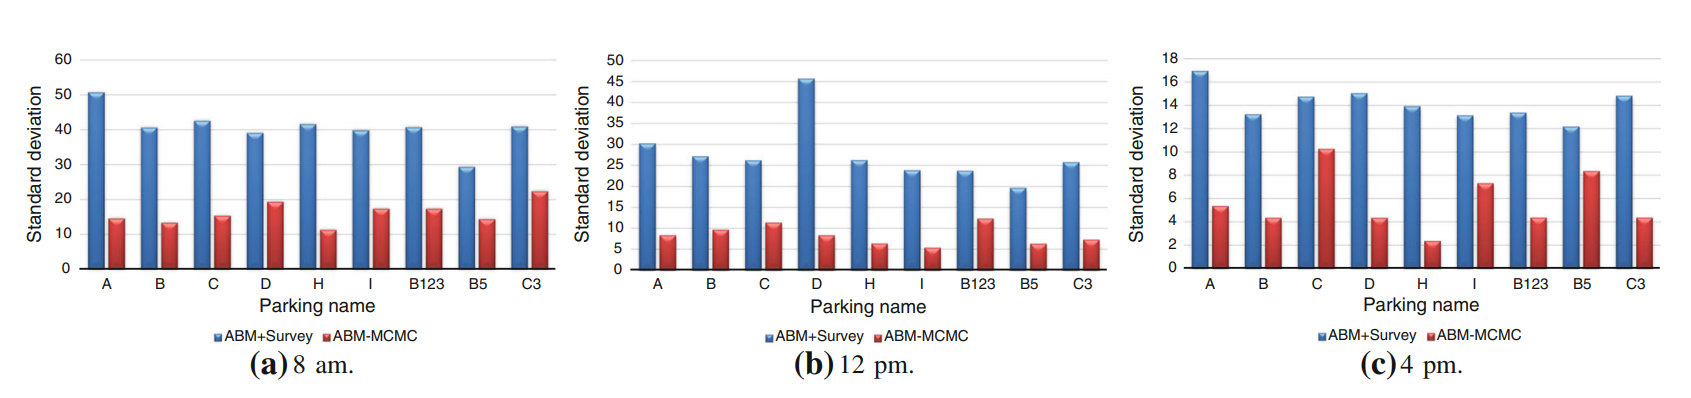 60
50
40
30
20
10
0
Standard deviation
A B C D H I B123 B5 C3
Parking name
ABM+Survey ABM-MCMC
(a) 8 am.
50
45
40
35
30
25
20
15
10
5
0
Standard deviation
A B C D H I B123 B5 C3
Parking name
ABM+Survey ABM-MCMC
(b) 12 pm.
18
16
14
12
10
8
6
4
2
0
Standard deviation
A B C D H I B123 B5 C3
Parking name
ABM+Survey ABM-MCMC
(c) 4 pm.